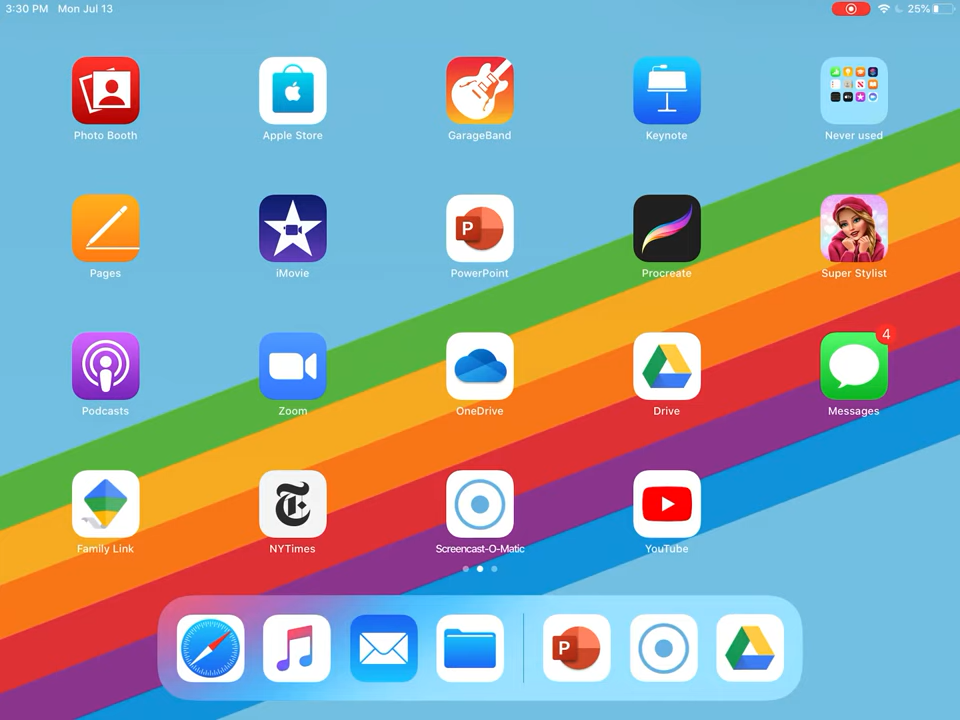 3:30 PM Mon Jul 13 25%
Photo Booth Apple Store GarageBand Keynote Never used
Pages iMovie PowerPoint Procreate Super Stylist
P
4
Podcasts Zoom OneDrive Drive Messages
Family Link NYTimes Screencast-O-Matic YouTube
P